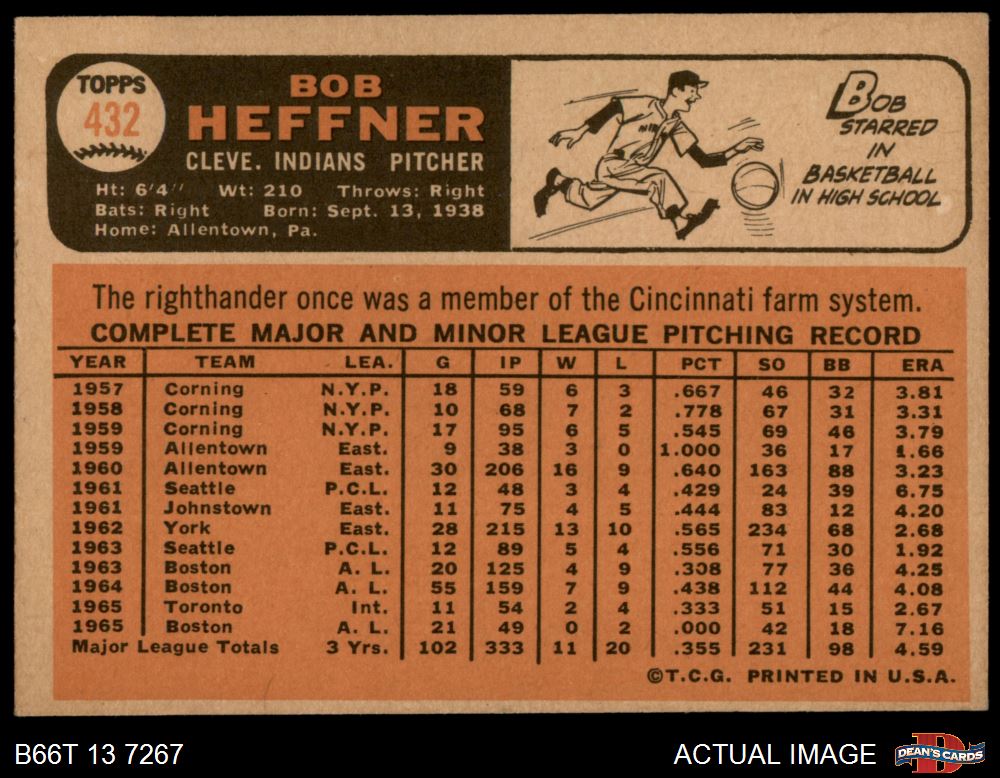 TOPPS
432
BOB
HEFFNER
CLEVE. INDIANS PITCHER
Ht: 6'4" Wt: 210 Throws: Right
Bats: Right Born: Sept. 13, 1938
Home: Allentown, Pa.
BOB
STARRED
IN
BASKETBALL
IN HIGH SCHOOL
The righthander once was a member of the Cincinnati farm system.
COMPLETE MAJOR AND MINOR LEAGUE PITCHING RECORD
YEAR TEAM LEA. G IP W L PCT SO BB ERA
1957 Corning N.Y.P. 18 59 6 3 .667 46 32 3.81
1958 Corning N.Y.P. 10 68 7 2 .778 67 31 3.31
1959 Corning N.Y.P. 17 95 6 5 .545 69 46 3.79
1959 Allentown East. 9 38 3 0 1.000 36 17 1.66
1960 Allentown East. 30 206 16 9 .640 163 88 3.23
1961 Seattle P.C.L. 12 48 3 4 .429 24 39 6.75
1961 Johnstown East. 11 75 4 5 .444 83 12 4.20
1962 York East. 28 215 13 10 .565 234 68 2.68
1963 Seattle P.C.L. 12 89 5 4 .556 71 30 1.92
1963 Boston A. L. 20 125 4 9 .308 77 36 4.25
1964 Boston A. L. 55 159 7 9 .438 112 44 4.08
1965 Toronto Int. 11 54 2 4 .333 51 15 2.67
1965 Boston A. L. 21 49 0 2 .000 42 18 7.16
Major League Totals 3 Yrs. 102 333 11 20 .355 231 98 4.59
©T.C.G. PRINTED IN U.S.A.
B66T 13 7267
ACTUAL IMAGE
DEAN'S CARDS